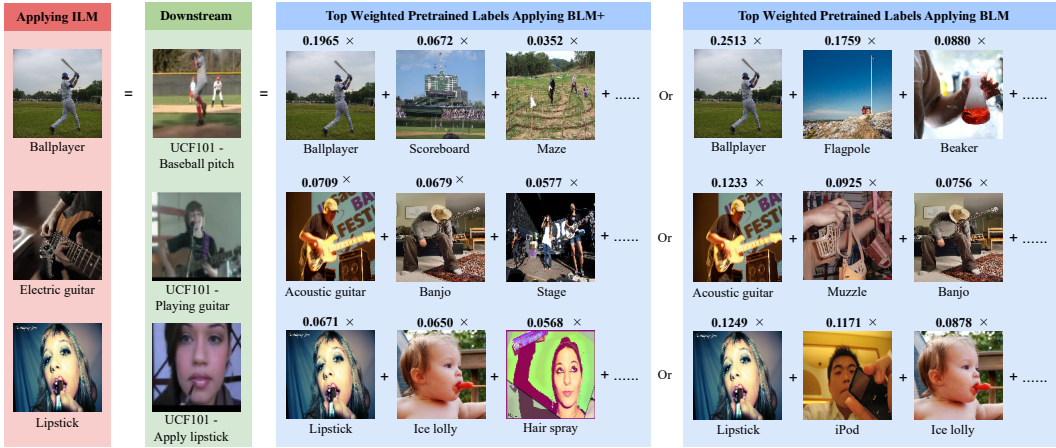 Applying ILM
Downstream
Top Weighted Pretrained Labels Applying BLM+
Top Weighted Pretrained Labels Applying BLM
0.1965 ×
0.0672 ×
0.0352 ×
0.2513 ×
0.1759 ×
0.0880 ×
=
=
+
+
+ ......
Or
+
+
+ ......
Ballplayer
UCF101 -
Baseball pitch
Ballplayer
Scoreboard
Maze
Ballplayer
Flagpole
Beaker
0.0709 ×
0.0679 ×
0.0577 ×
0.1233 ×
0.0925 ×
0.0756 ×
+
+
+ ......
Or
+
+
+ ......
Electric guitar
UCF101 -
Playing guitar
Acoustic guitar
Banjo
Stage
Acoustic guitar
Muzzle
Banjo
0.0671 ×
0.0650 ×
0.0568 ×
0.1249 ×
0.1171 ×
0.0878 ×
+
+
+ ......
Or
+
+
+ ......
Lipstick
UCF101 -
Apply lipstick
Lipstick
Ice lolly
Hair spray
Lipstick
iPod
Ice lolly